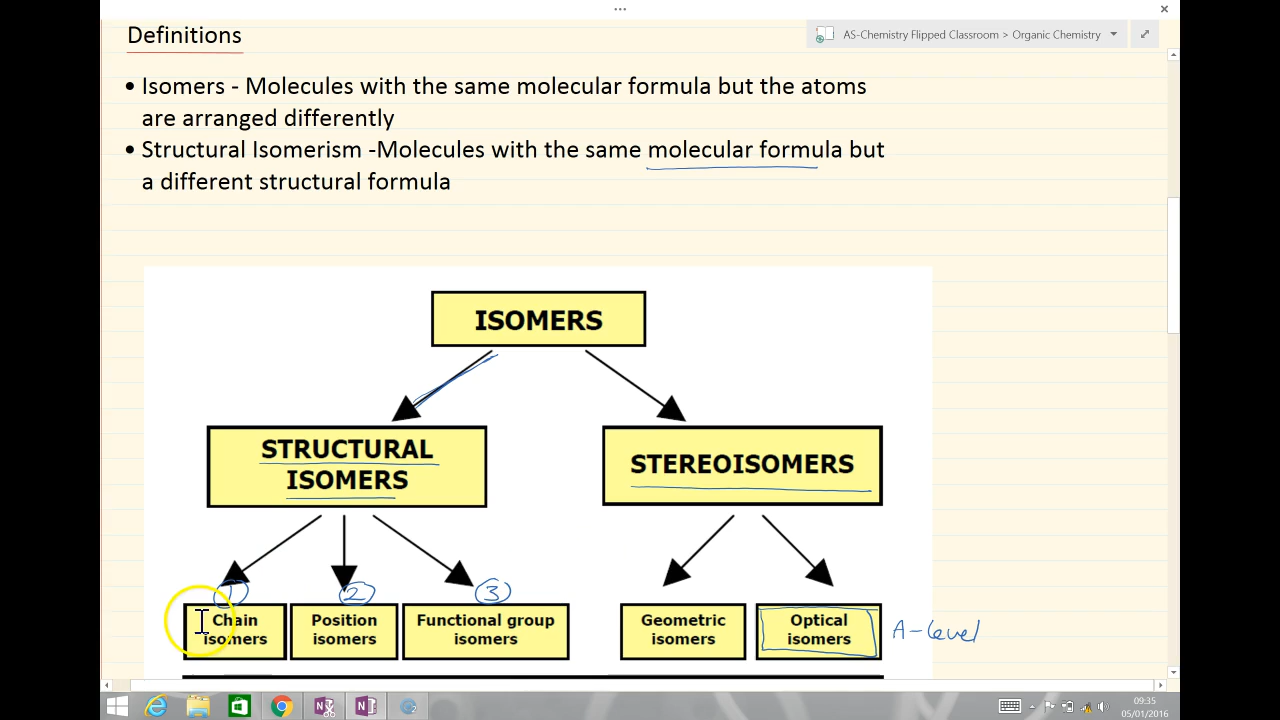 Definitions
AS-Chemistry Flipped Classroom > Organic Chemistry
• Isomers - Molecules with the same molecular formula but the atoms
are arranged differently
• Structural Isomerism -Molecules with the same molecular formula but
a different structural formula
ISOMERS
STRUCTURAL
ISOMERS
STEREOISOMERS
1
2
3
Chain
isomers
Position
isomers
Functional group
isomers
Geometric
isomers
Optical
isomers
A-level
09:35
05/01/2016